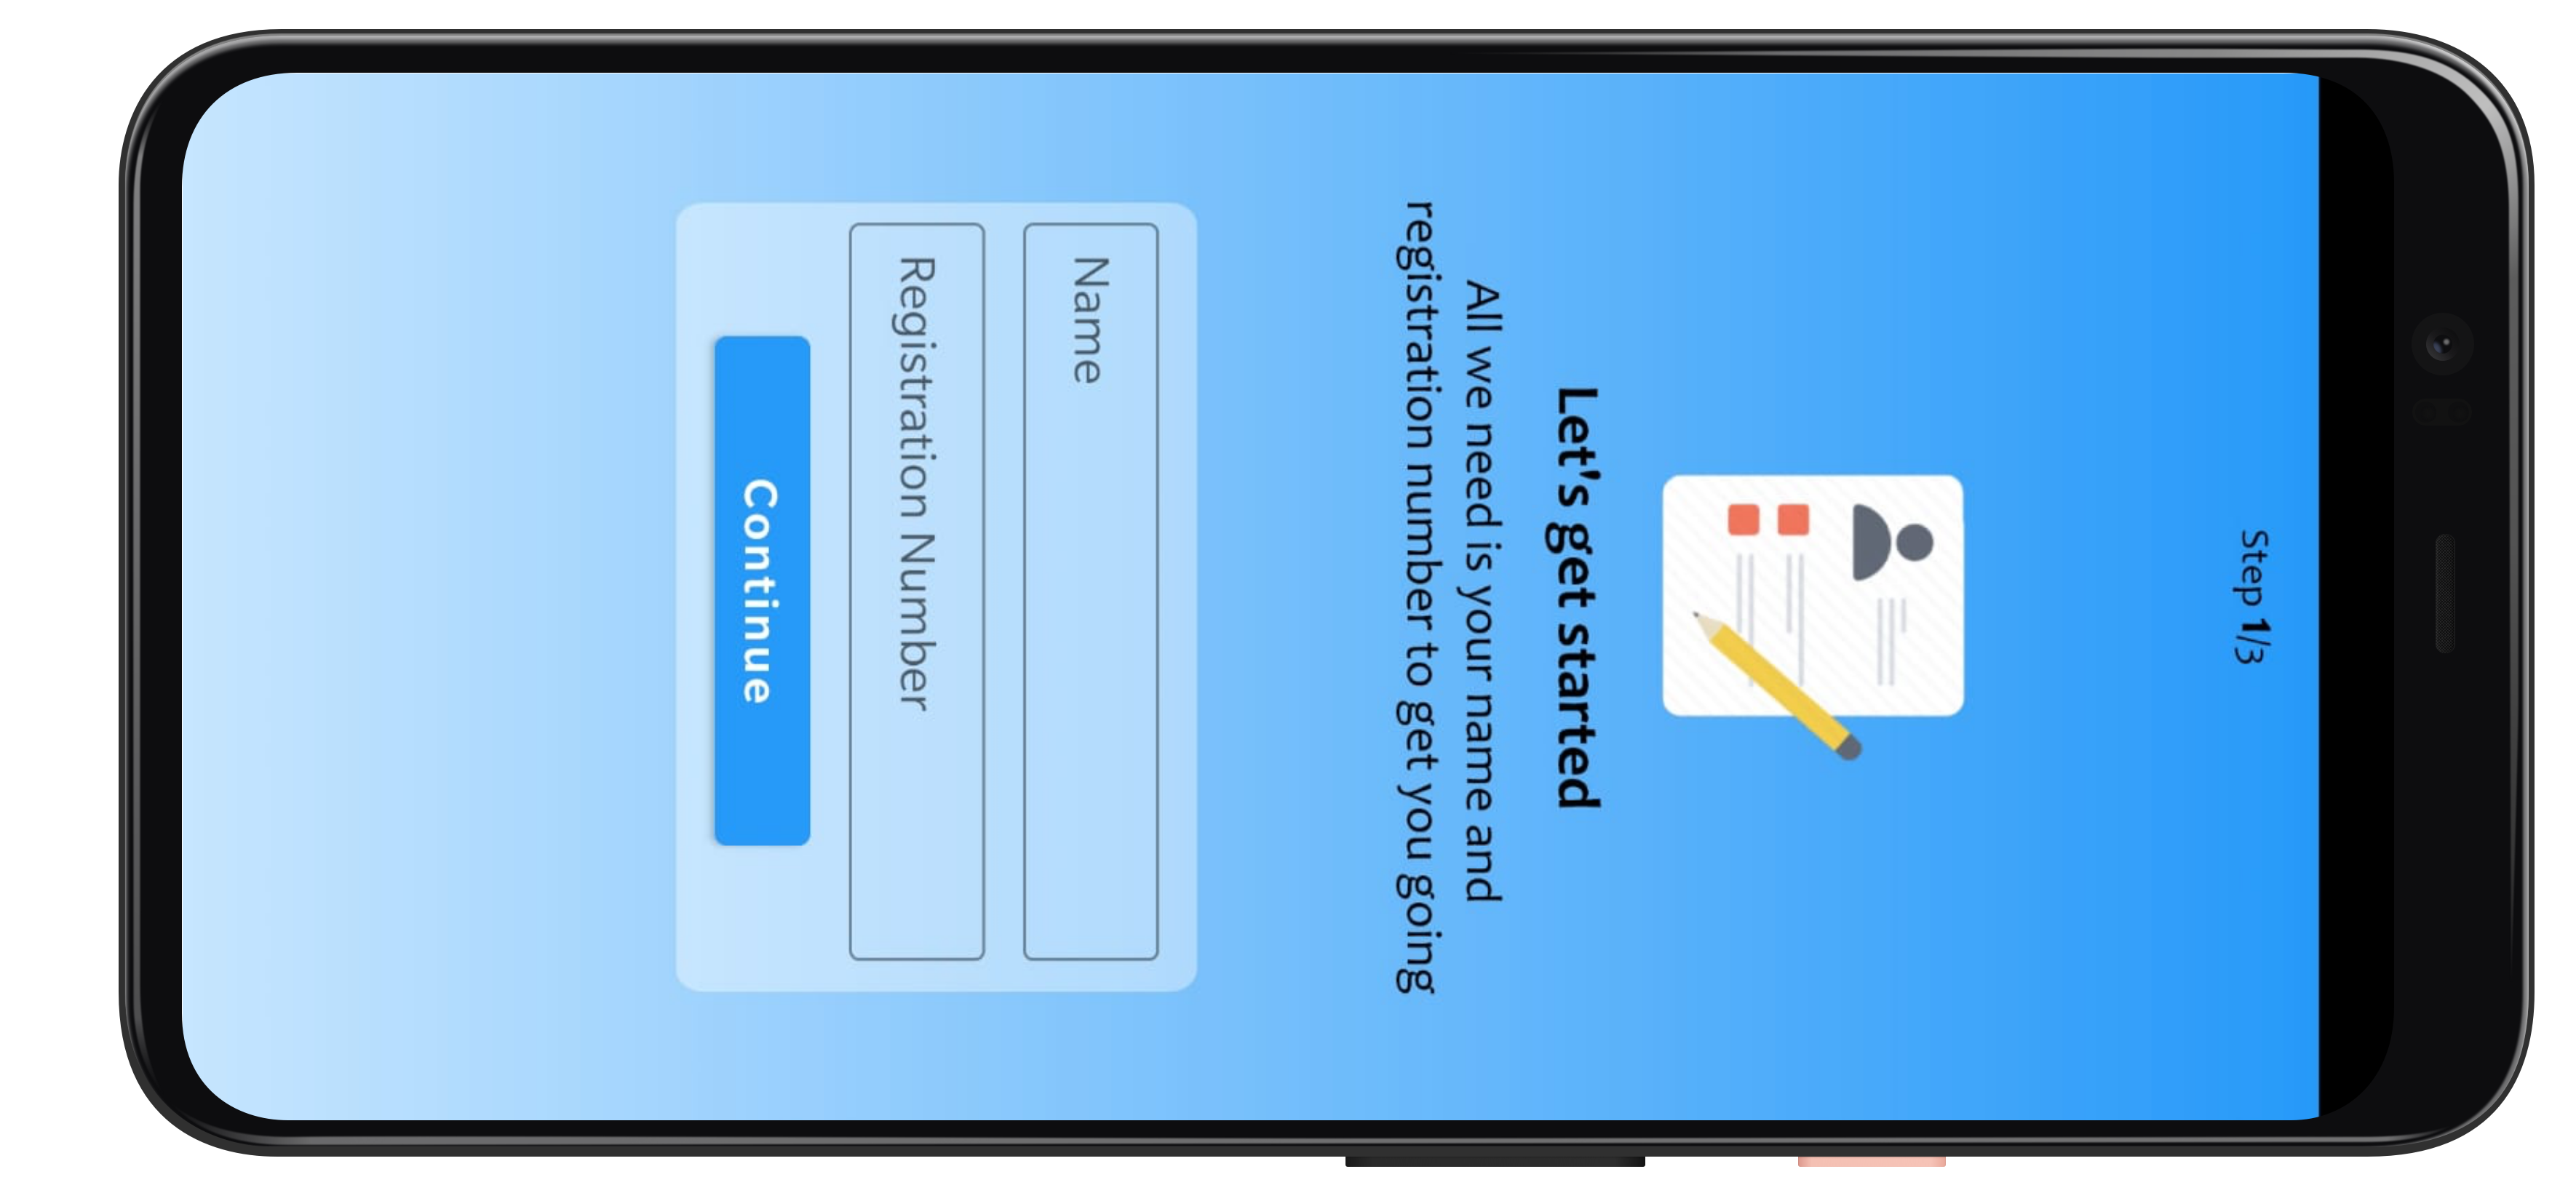 Step 1/3
Let's get started
All we need is your name and
registration number to get you going
Name
Registration Number
Continue